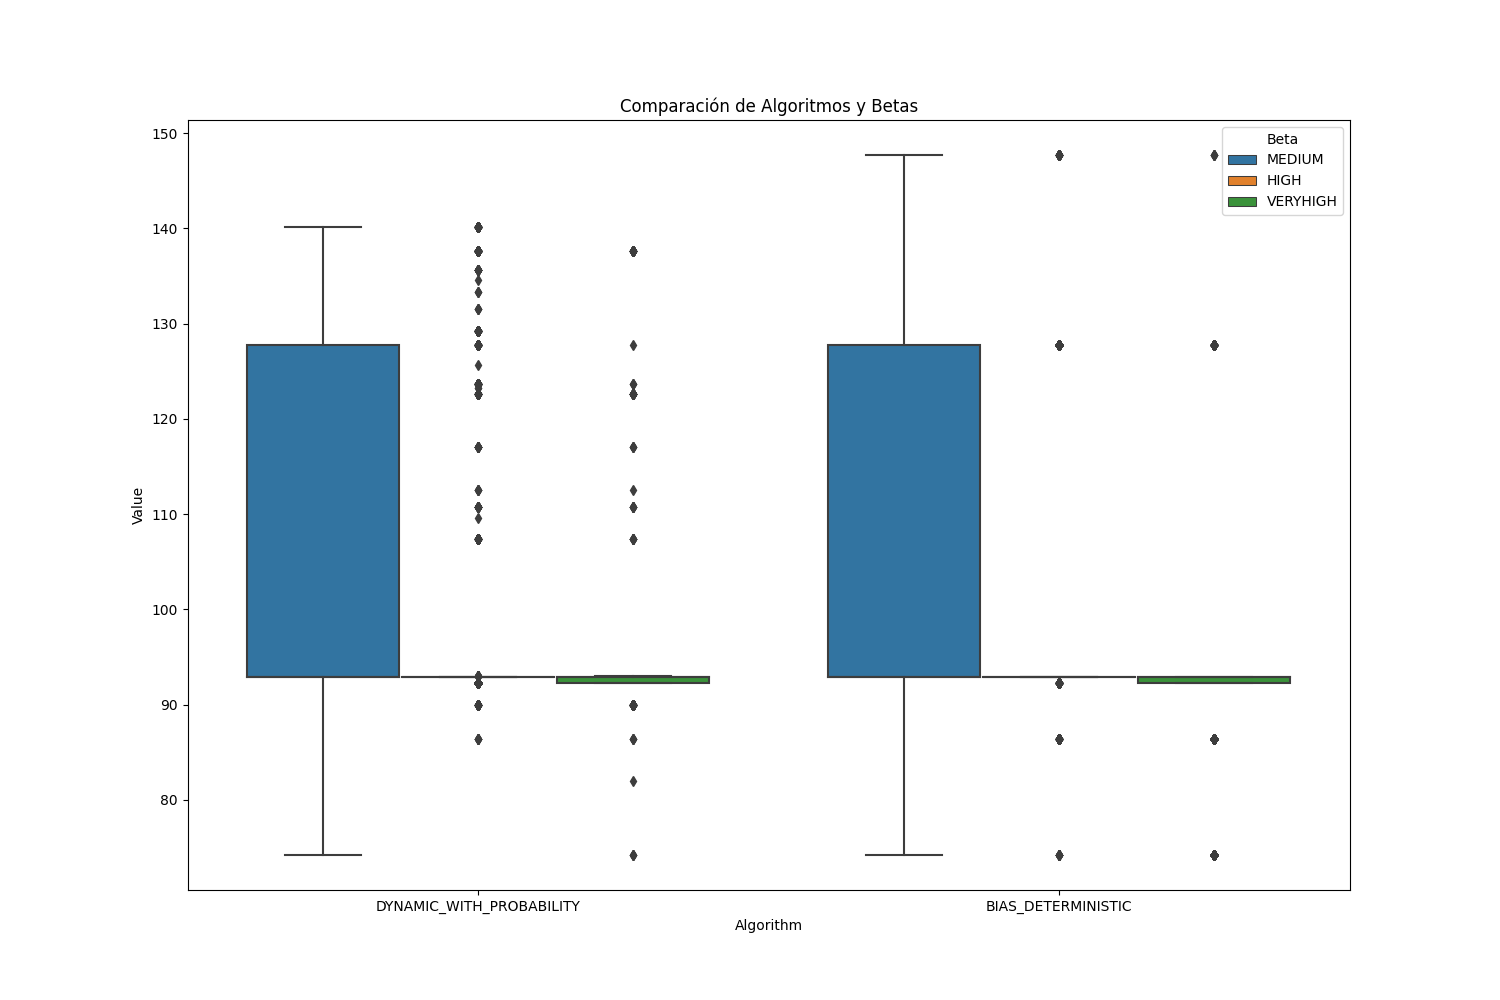 Comparación de Algoritmos y Betas
Beta
MEDIUM
HIGH
VERYHIGH
Value
150
140
130
120
110
100
90
80
DYNAMIC_WITH_PROBABILITY
BIAS_DETERMINISTIC
Algorithm